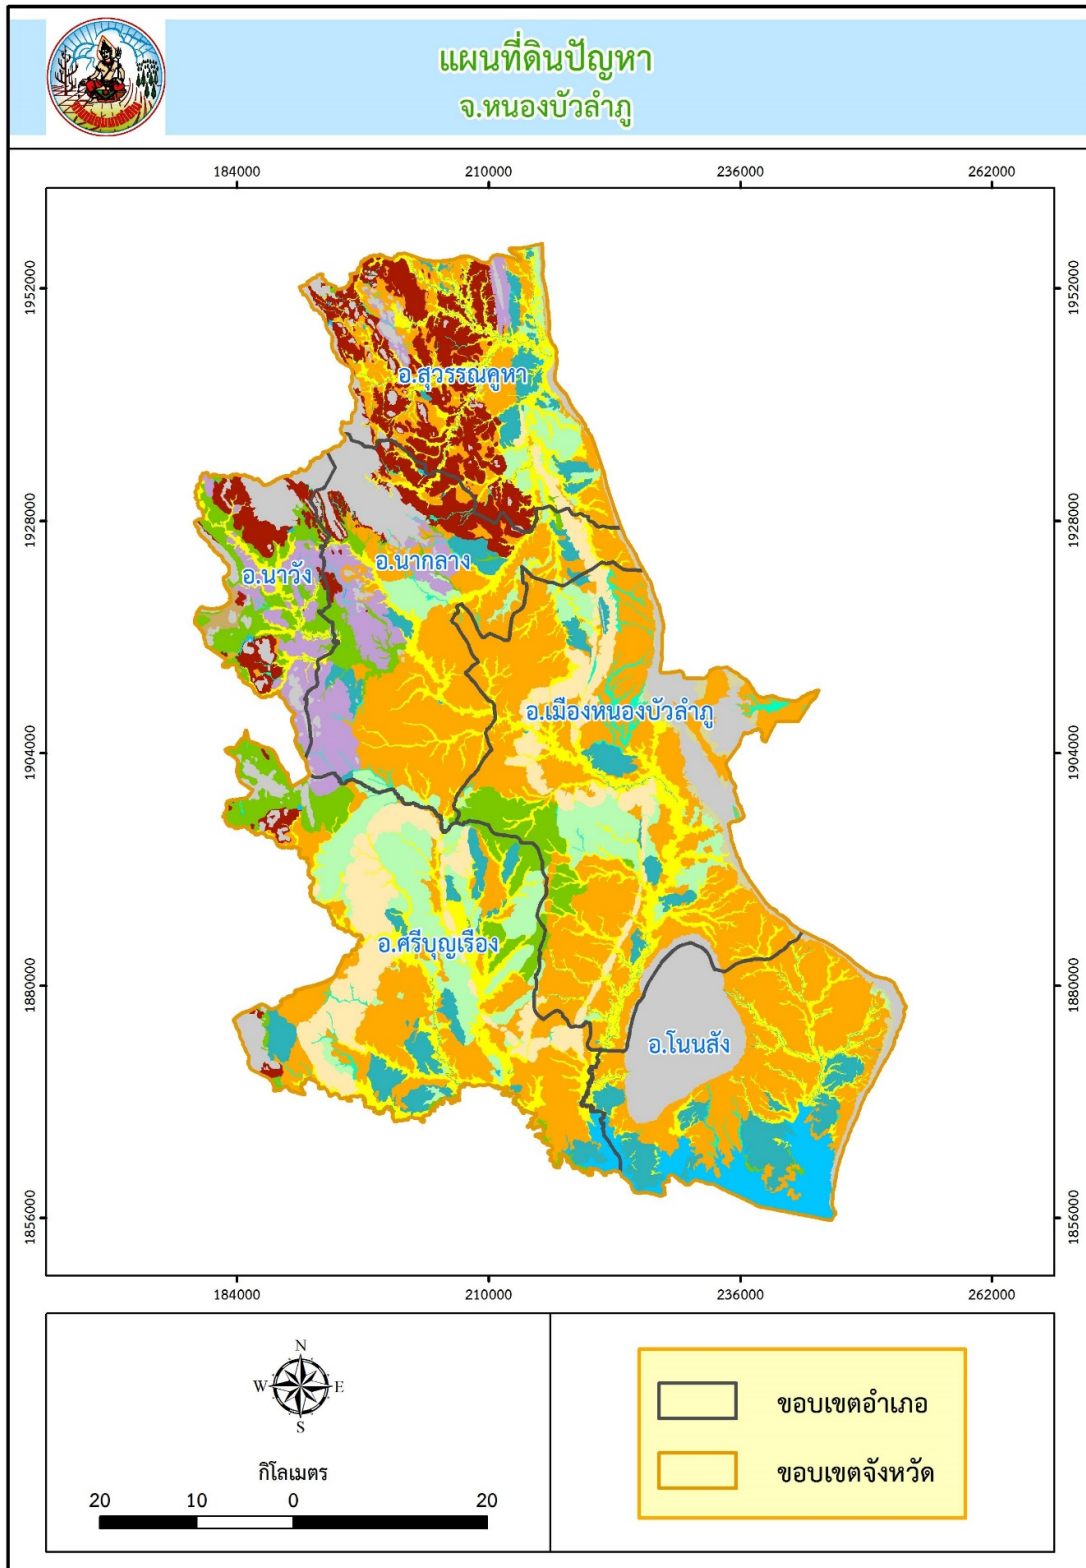 แผนที่ดินปัญหา
จ.หนองบัวลำภู
184000 210000 236000 262000
1952000 1952000
อ.สุวรรณคูหา
1928000 1928000
อ.นาวัง อ.นากลาง
อ.เมืองหนองบัวลำภู
1904000 1904000
อ.ศรีบุญเรือง
1880000 1880000
อ.โนนสัง
1856000 1856000
184000 210000 236000 262000
N
W E
S
กิโลเมตร
20 10 0 20
ขอบเขตอำเภอ
ขอบเขตจังหวัด